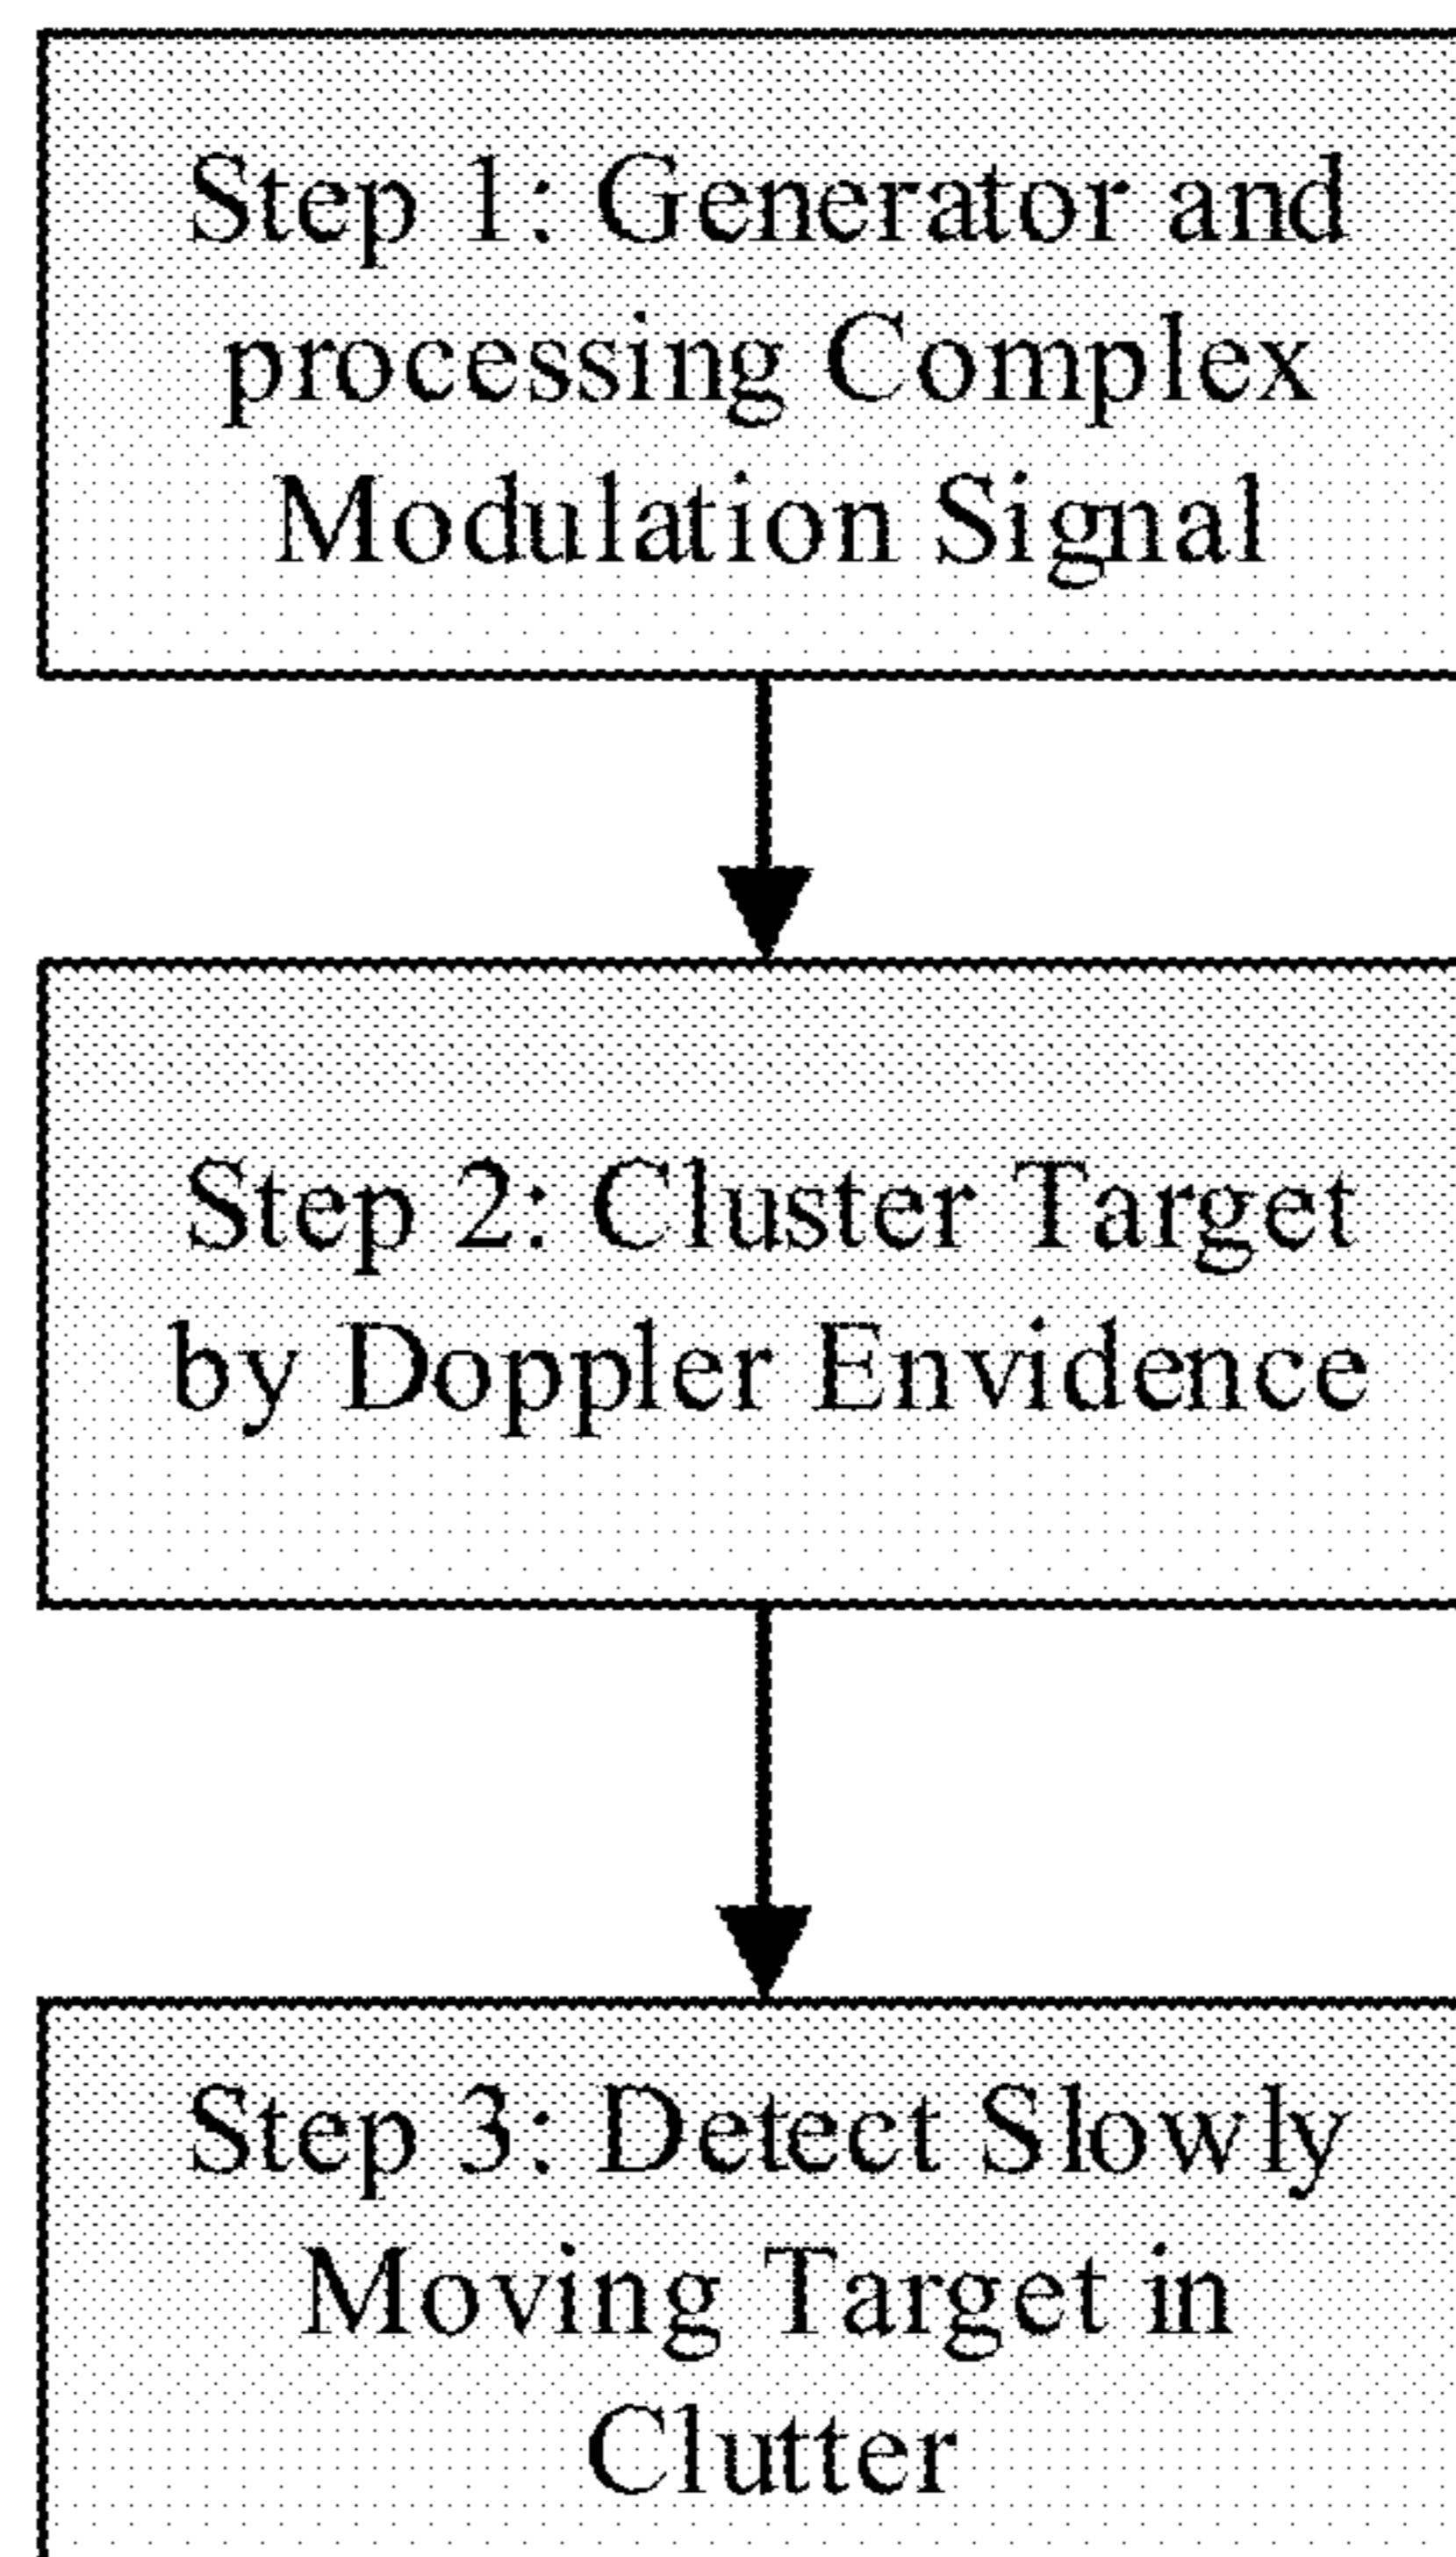 Step 1: Generator and
processing Complex
Modulation Signal
Step 2: Cluster Target
by Doppler Envidence
Step 3: Detect Slowly
Moving Target in
Clutter